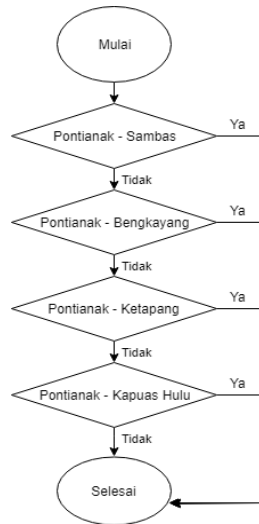 Mulai
Pontianak - Sambas
Ya
Tidak
Pontianak - Bengkayang
Ya
Tidak
Pontianak - Ketapang
Ya
Tidak
Pontianak - Kapuas Hulu
Ya
Tidak
Selesai